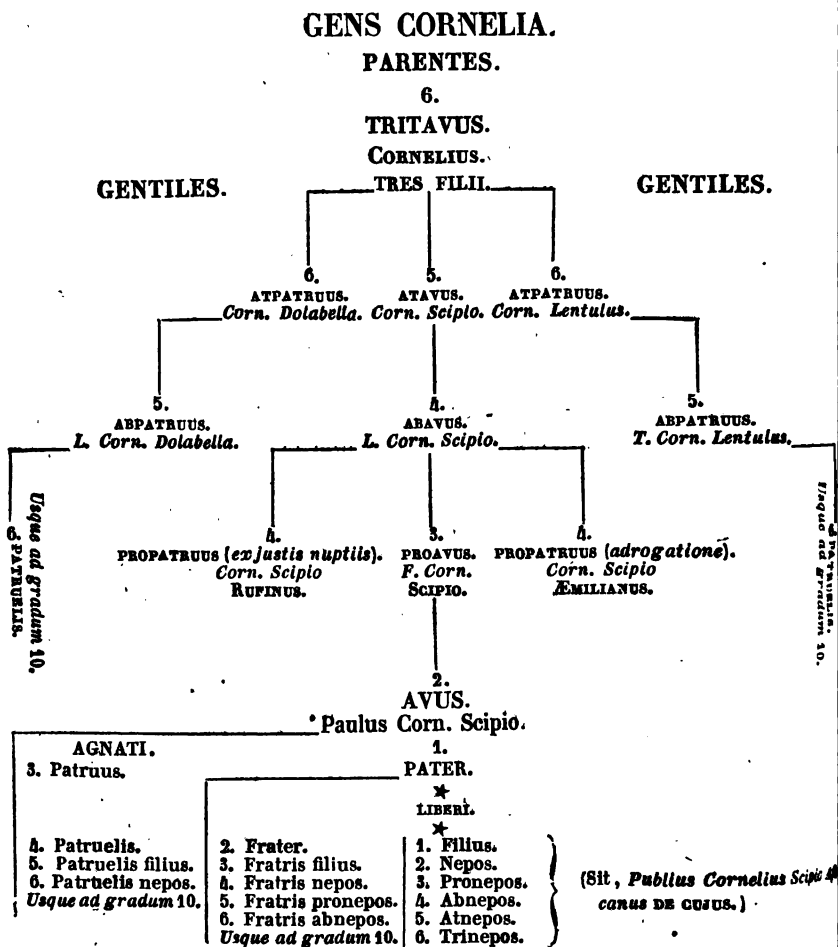 GENS CORNELIA.
PARENTES.
6.
TRITAVUS.
CORNELIUS.
GENTILES.
TRES FILII.
GENTILES.
6.
ATPATRUUS.
Corn. Dolabella.
5.
ATAVUS.
Corn. Scipio.
6.
ATPATRUUS.
Corn. Lentulus.
5.
ABPATRUUS.
L. Corn. Dolabella.
4.
ABAVUS.
L. Corn. Scipio.
5.
ABPATRUUS.
T. Corn. Lentulus.
6.
PATRUELIS.
Usque ad gradum 10.
4.
PROPATRUUS (ex justis nuptiis).
Corn. Scipio
RUFINUS.
3.
PROAVUS.
F. Corn.
SCIPIO.
4.
PROPATRUUS (adrogatione).
Corn. Scipio
ÆMILIANUS.
PATRUELIS.
Usque ad gradum 10.
2.
AVUS.
Paulus Corn. Scipio.
AGNATI.
3. Patruus.
4. Patruelis.
5. Patruelis filius.
6. Patruelis nepos.
Usque ad gradum 10.
1.
PATER.
LIBERI.
2. Frater.
3. Fratris filius.
4. Fratris nepos.
5. Fratris pronepos.
6. Fratris abnepos.
Usque ad gradum 10.
1. Filius.
2. Nepos.
3. Pronepos.
4. Abnepos.
5. Atnepos.
6. Trinepos.
(Sit, Publius Cornelius Scipio
canus DE CUJUS.)